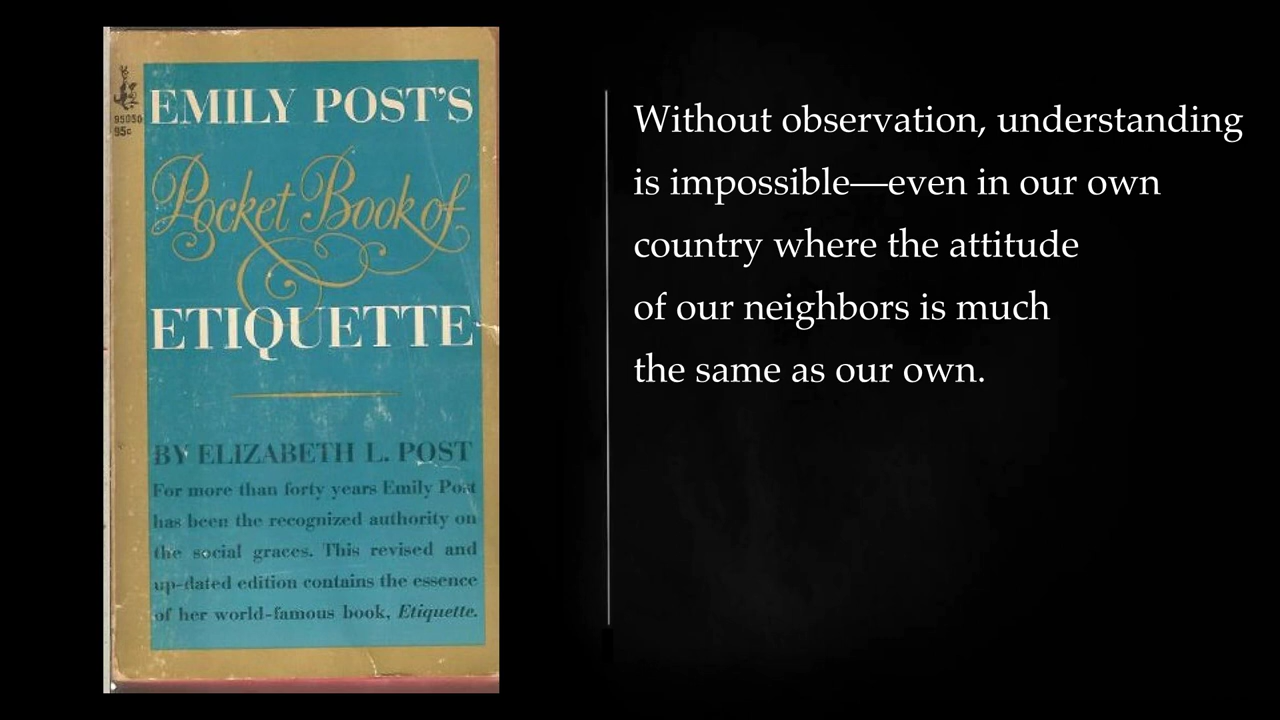 EMILY POST'S
Pocket Book of
ETIQUETTE
95050
95c
BY ELIZABETH L. POST
For more than forty years Emily Post
has been the recognized authority on
the social graces. This revised and
up-dated edition contains the essence
of her world-famous book, Etiquette.
Without observation, understanding
is impossible—even in our own
country where the attitude
of our neighbors is much
the same as our own.